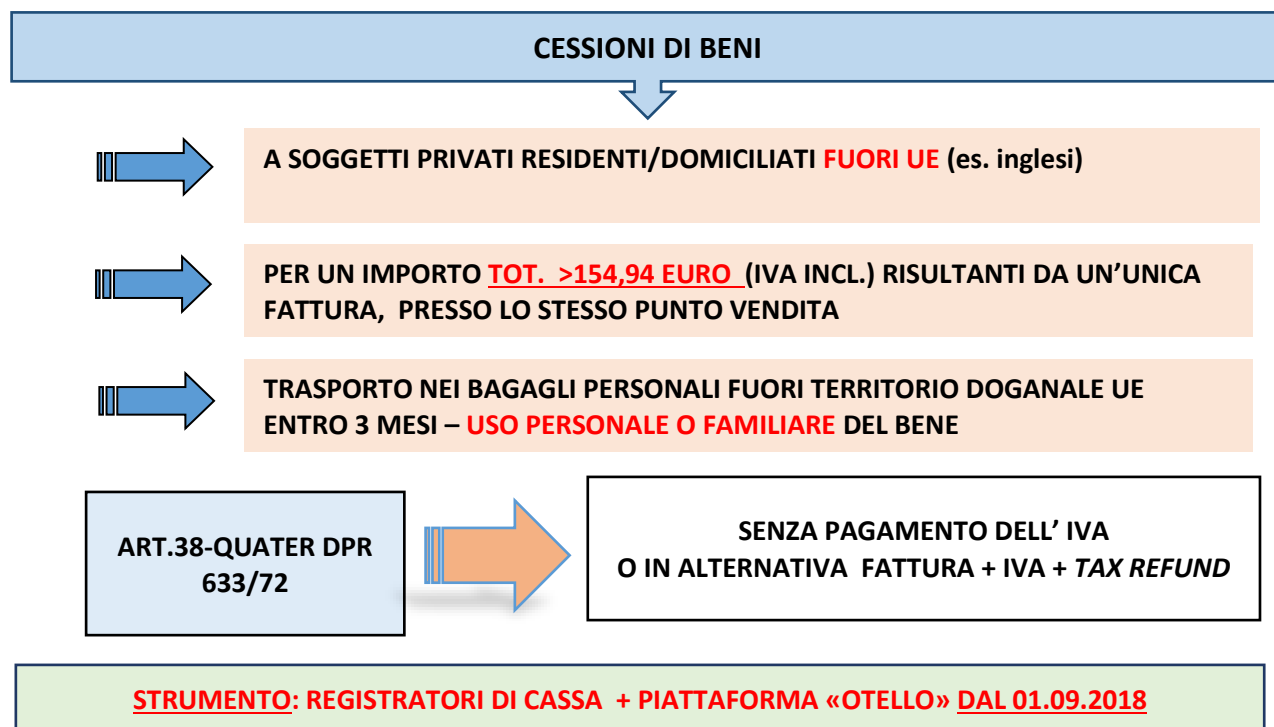 CESSIONI DI BENI
A SOGGETTI PRIVATI RESIDENTI/DOMICILIATI FUORI UE (es. inglesi)
PER UN IMPORTO TOT. >154,94 EURO (IVA INCL.) RISULTANTI DA UN’UNICA
FATTURA, PRESSO LO STESSO PUNTO VENDITA
TRASPORTO NEI BAGAGLI PERSONALI FUORI TERRITORIO DOGANALE UE
ENTRO 3 MESI – USO PERSONALE O FAMILIARE DEL BENE
ART.38-QUATER DPR
633/72
SENZA PAGAMENTO DELL’ IVA
O IN ALTERNATIVA FATTURA + IVA + TAX REFUND
STRUMENTO: REGISTRATORI DI CASSA + PIATTAFORMA «OTELLO» DAL 01.09.2018